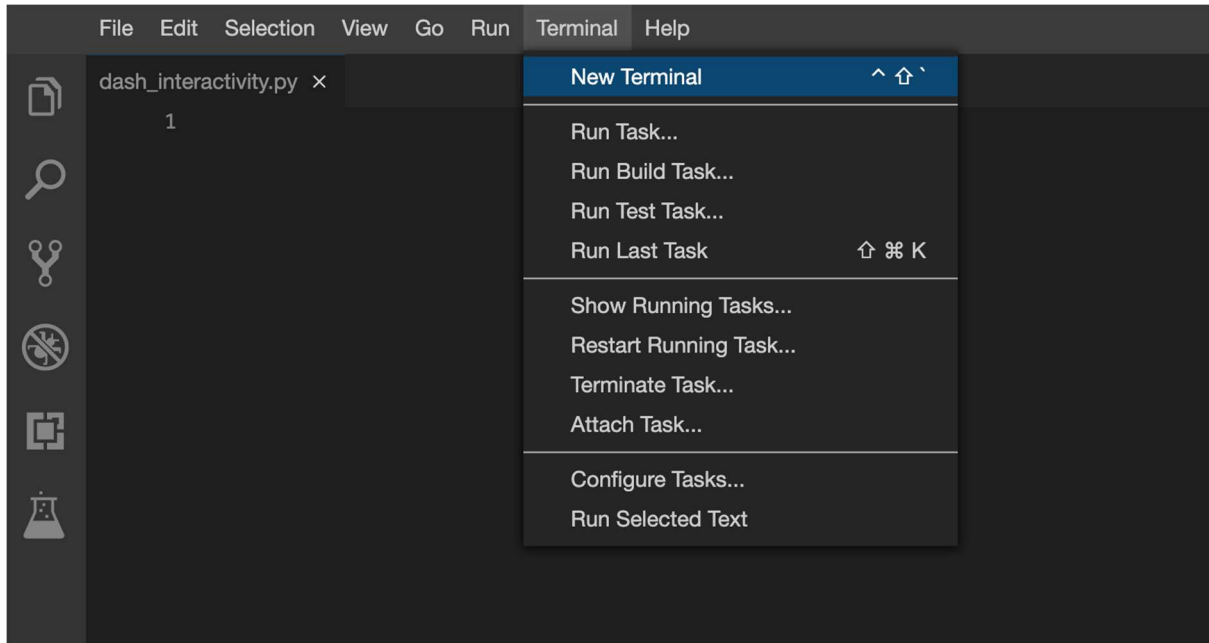 File Edit Selection View Go Run Terminal Help
dash_interactivity.py ×
1
New Terminal ^ ⇧ `
Run Task...
Run Build Task...
Run Test Task...
Run Last Task ⇧ ⌘ K
Show Running Tasks...
Restart Running Task...
Terminate Task...
Attach Task...
Configure Tasks...
Run Selected Text